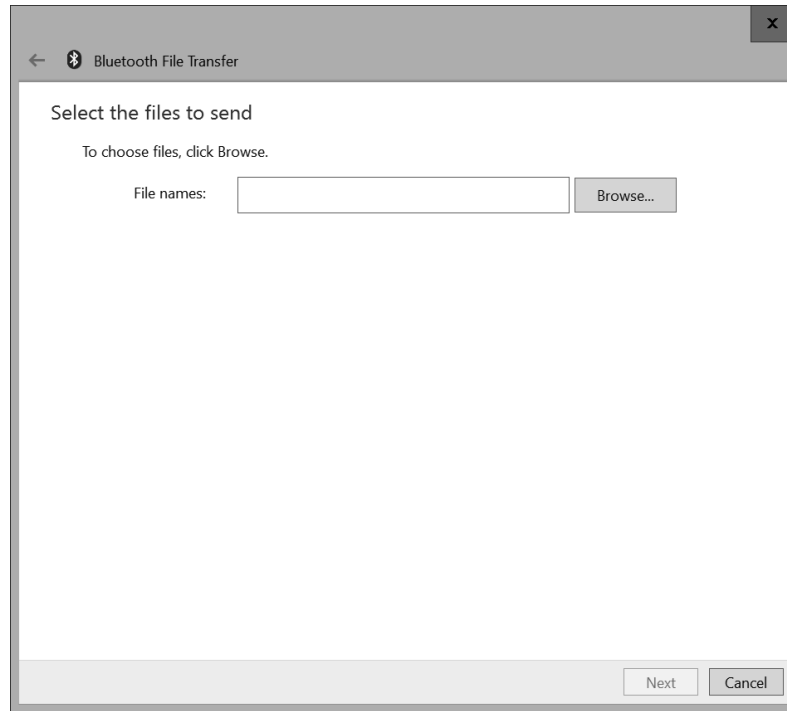 x
Bluetooth File Transfer
Select the files to send
To choose files, click Browse.
File names: Browse...
Next Cancel